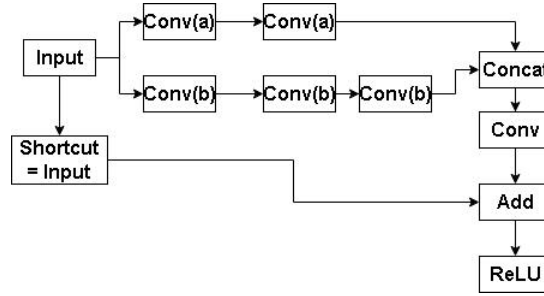 Conv(a)
Conv(a)
Input
Concat
Conv(b)
Conv(b)
Conv(b)
Conv
Shortcut
= Input
Add
ReLU